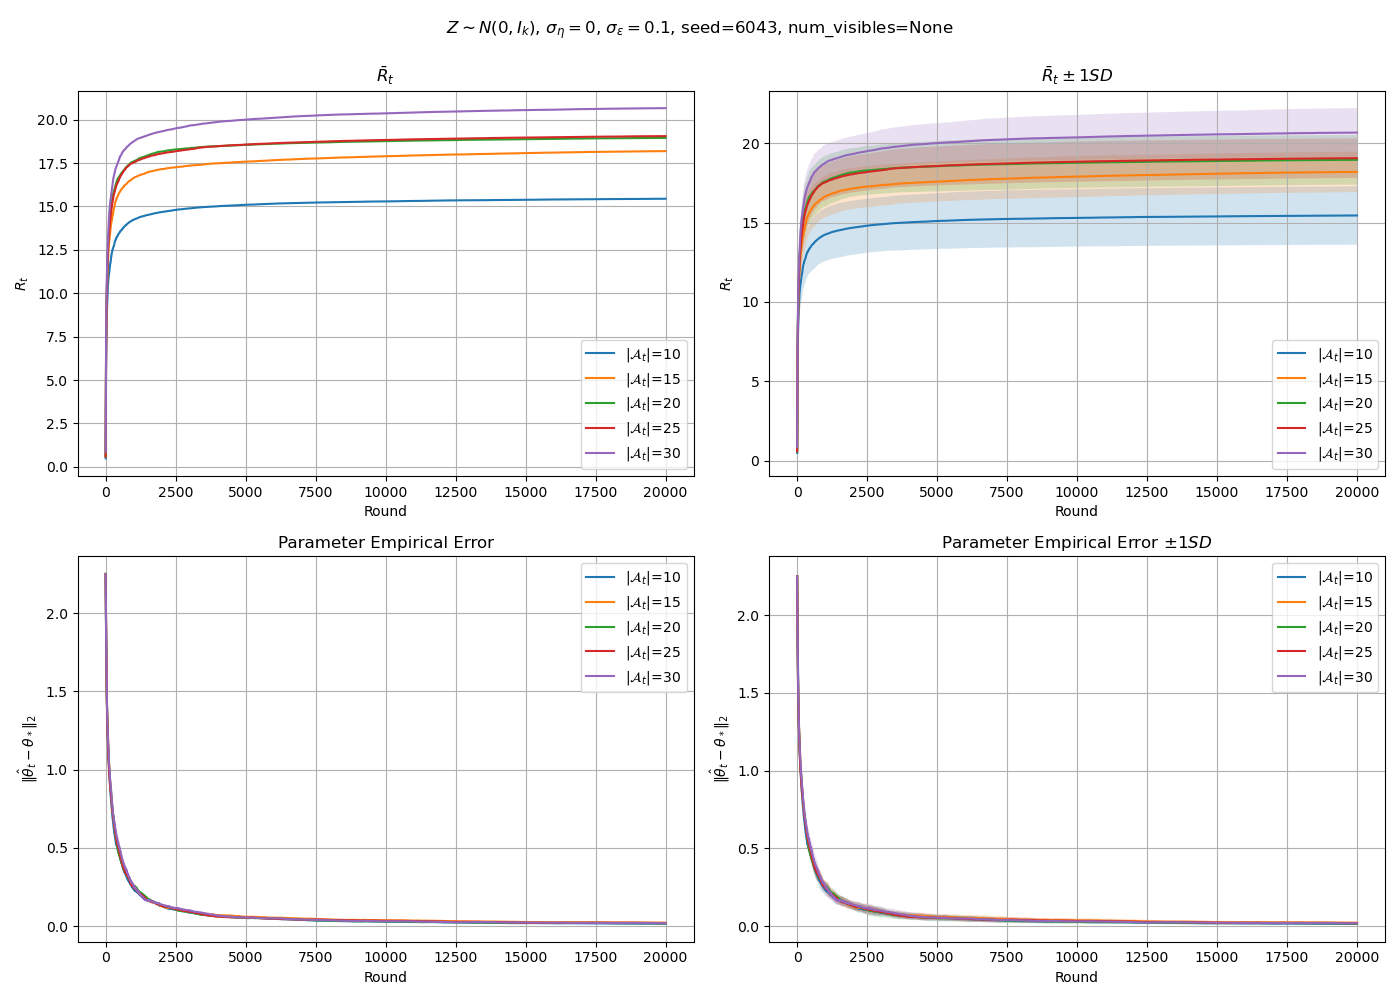 Z ∼ N(0, I_k), σ_η = 0, σ_ε = 0.1, seed=6043, num_visibles=None
R̄_t
R_t
20.0
17.5
15.0
12.5
10.0
7.5
5.0
2.5
0.0
|𝒜_t|=10
|𝒜_t|=15
|𝒜_t|=20
|𝒜_t|=25
|𝒜_t|=30
0 2500 5000 7500 10000 12500 15000 17500 20000
Round
R̄_t ± 1SD
R_t
20
15
10
5
0
|𝒜_t|=10
|𝒜_t|=15
|𝒜_t|=20
|𝒜_t|=25
|𝒜_t|=30
0 2500 5000 7500 10000 12500 15000 17500 20000
Round
Parameter Empirical Error
‖θ̂_t − θ_*‖_2
2.0
1.5
1.0
0.5
0.0
|𝒜_t|=10
|𝒜_t|=15
|𝒜_t|=20
|𝒜_t|=25
|𝒜_t|=30
0 2500 5000 7500 10000 12500 15000 17500 20000
Round
Parameter Empirical Error ±1SD
‖θ̂_t − θ_*‖_2
2.0
1.5
1.0
0.5
0.0
|𝒜_t|=10
|𝒜_t|=15
|𝒜_t|=20
|𝒜_t|=25
|𝒜_t|=30
0 2500 5000 7500 10000 12500 15000 17500 20000
Round